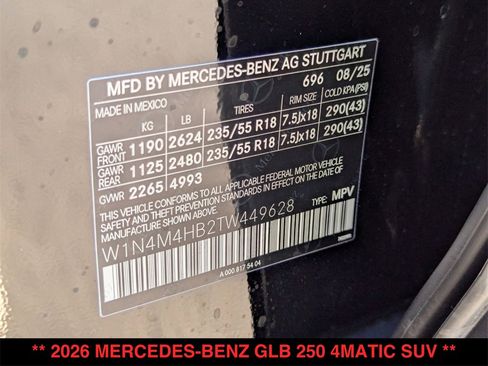 MFD BY MERCEDES-BENZ AG STUTTGART
MADE IN MEXICO 696 08/25
KG LB TIRES RIM SIZE COLD KPA(PSI)
GAWR FRONT 1190 2624 235/55 R18 7.5Jx18 290(43)
GAWR REAR 1125 2480 235/55 R18 7.5Jx18 290(43)
GVWR 2265 4993
THIS VEHICLE CONFORMS TO ALL APPLICABLE FEDERAL MOTOR VEHICLE
SAFETY, BUMPER, AND THEFT PREVENTION STANDARDS IN EFFECT ON THE DATE OF
MANUFACTURE SHOWN ABOVE.
W1N4M4HB2TW449628 TYPE: MPV
A 000 817 54 04
** 2026 MERCEDES-BENZ GLB 250 4MATIC SUV **